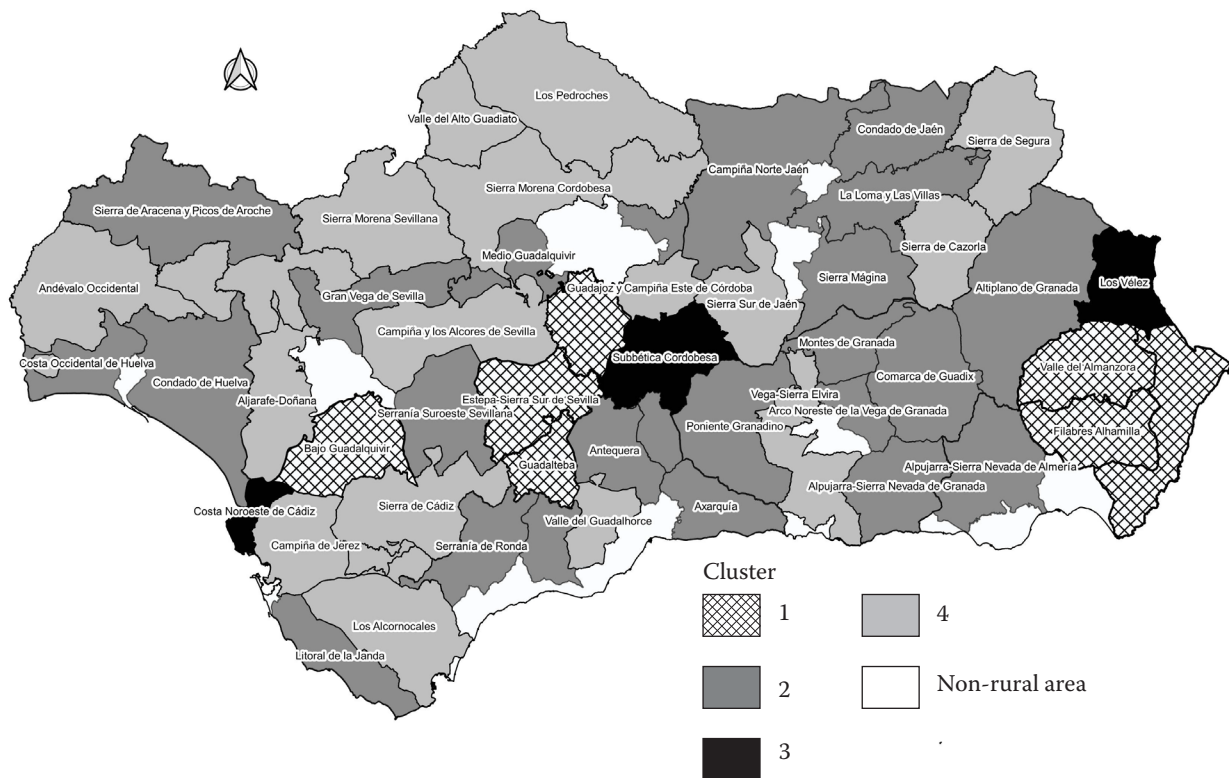 Los Pedroches
Valle del Alto Guadiato
Condado de Jaén
Sierra de Segura
Campiña Norte Jaén
Sierra Morena Cordobesa
La Loma y Las Villas
Sierra de Aracena y Picos de Aroche
Sierra Morena Sevillana
Sierra de Cazorla
Medio Guadalquivir
Sierra Mágina
Los Vélez
Andévalo Occidental
Guadajoz y Campiña Este de Córdoba
Altiplano de Granada
Gran Vega de Sevilla
Sierra Sur de Jaén
Campiña y los Alcores de Sevilla
Montes de Granada
Subbética Cordobesa
Costa Occidental de Huelva
Valle del Almanzora
Comarca de Guadix
Condado de Huelva
Vega-Sierra Elvira
Aljarafe-Doñana
Estepa-Sierra Sur de Sevilla
Serranía Suroeste Sevillana
Arco Noreste de la Vega de Granada
Poniente Granadino
Filabres Alhamilla
Bajo Guadalquivir
Antequera
Guadalteba
Alpujarra-Sierra Nevada de Almería
Alpujarra-Sierra Nevada de Granada
Sierra de Cádiz
Axarquía
Costa Noroeste de Cádiz
Valle del Guadalhorce
Campiña de Jerez
Serranía de Ronda
Los Alcornocales
Litoral de la Janda
Cluster
1
4
2
Non-rural area
3